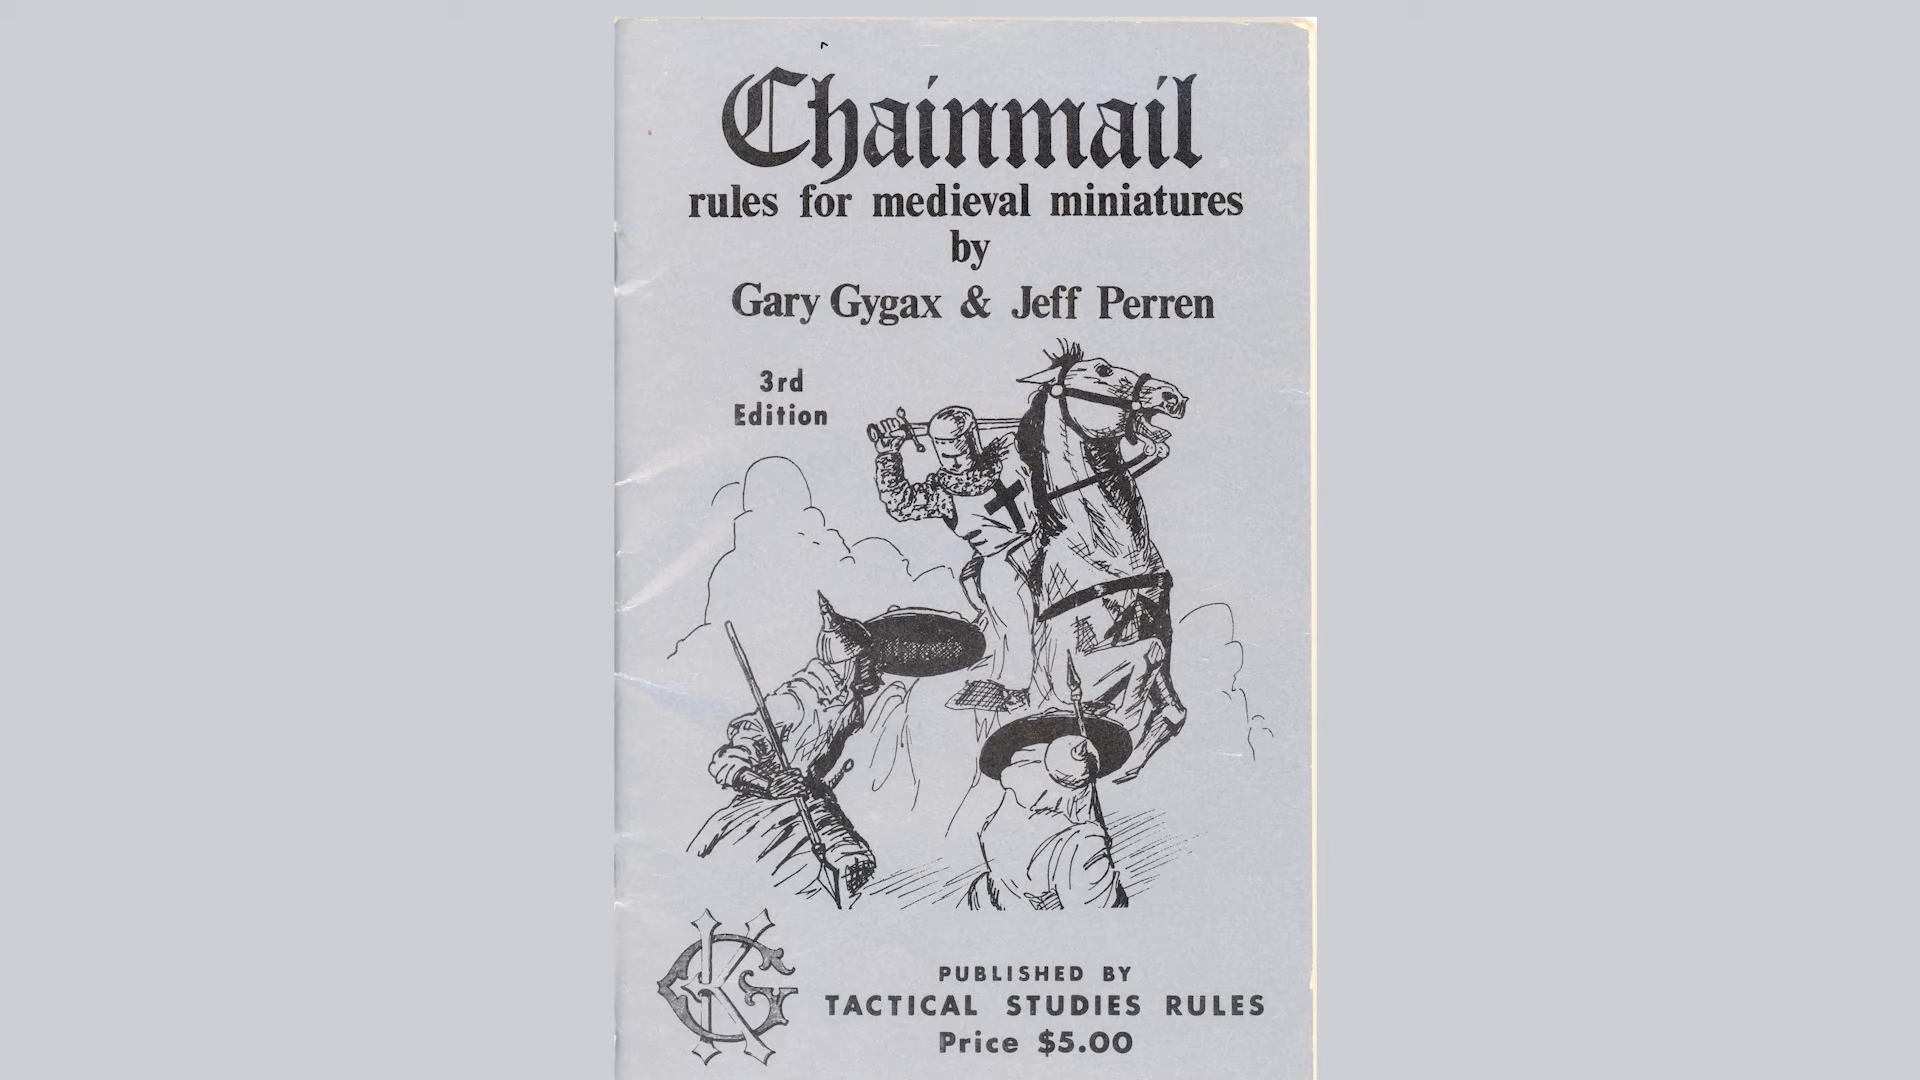 Chainmail
rules for medieval miniatures
by
Gary Gygax & Jeff Perren
3rd
Edition
GK
PUBLISHED BY
TACTICAL STUDIES RULES
Price $5.00